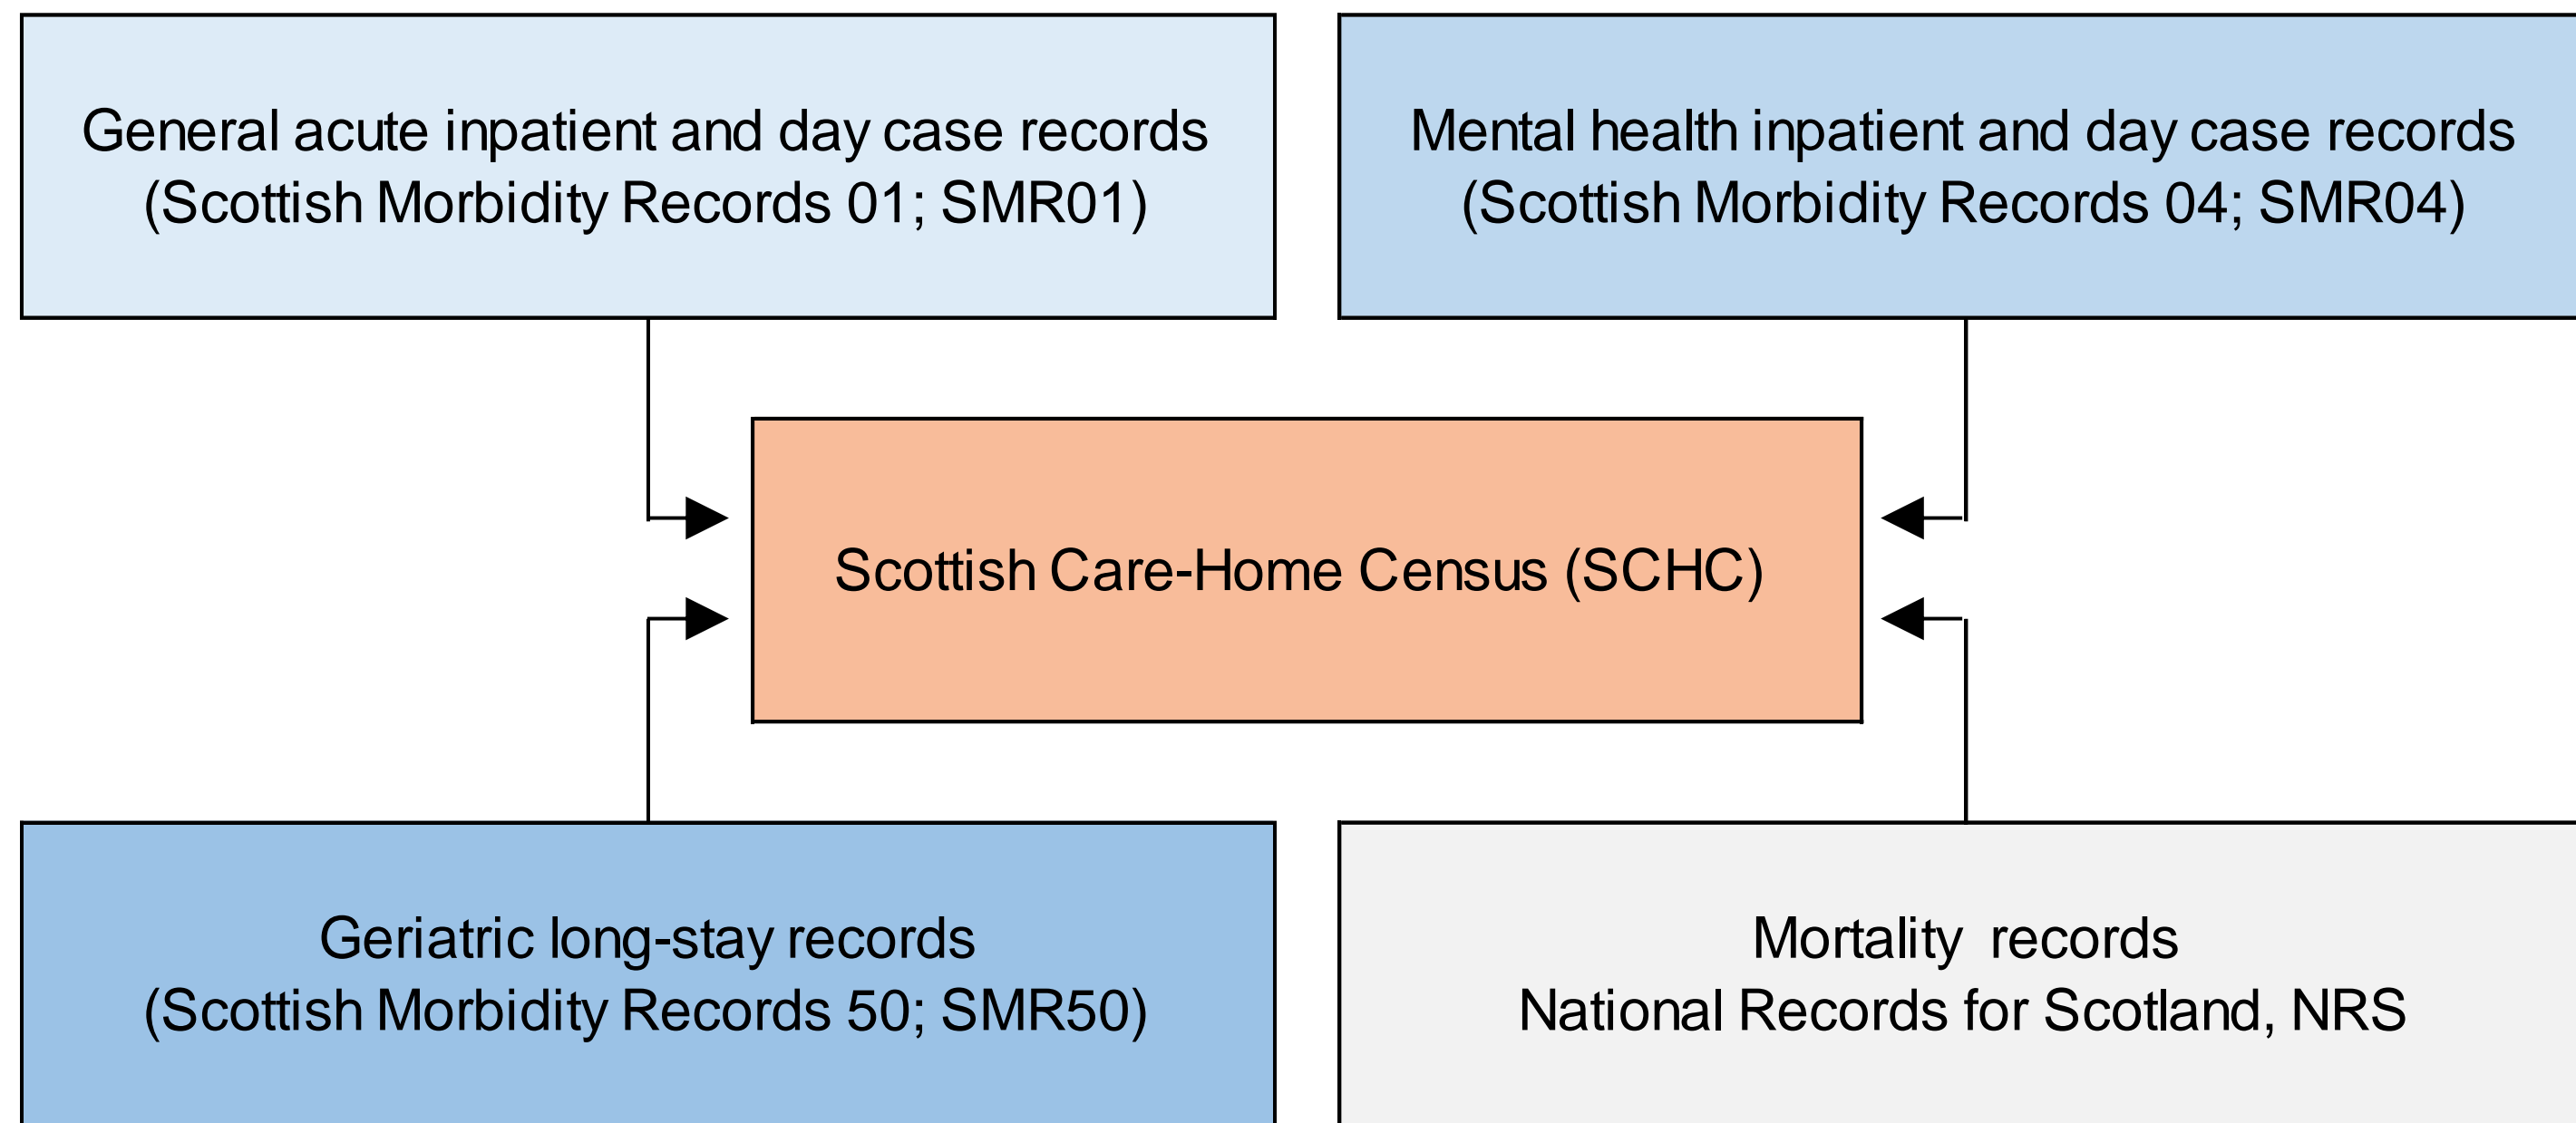 General acute inpatient and day case records
(Scottish Morbidity Records 01; SMR01)
Mental health inpatient and day case records
(Scottish Morbidity Records 04; SMR04)
Scottish Care-Home Census (SCHC)
Geriatric long-stay records
(Scottish Morbidity Records 50; SMR50)
Mortality records
National Records for Scotland, NRS